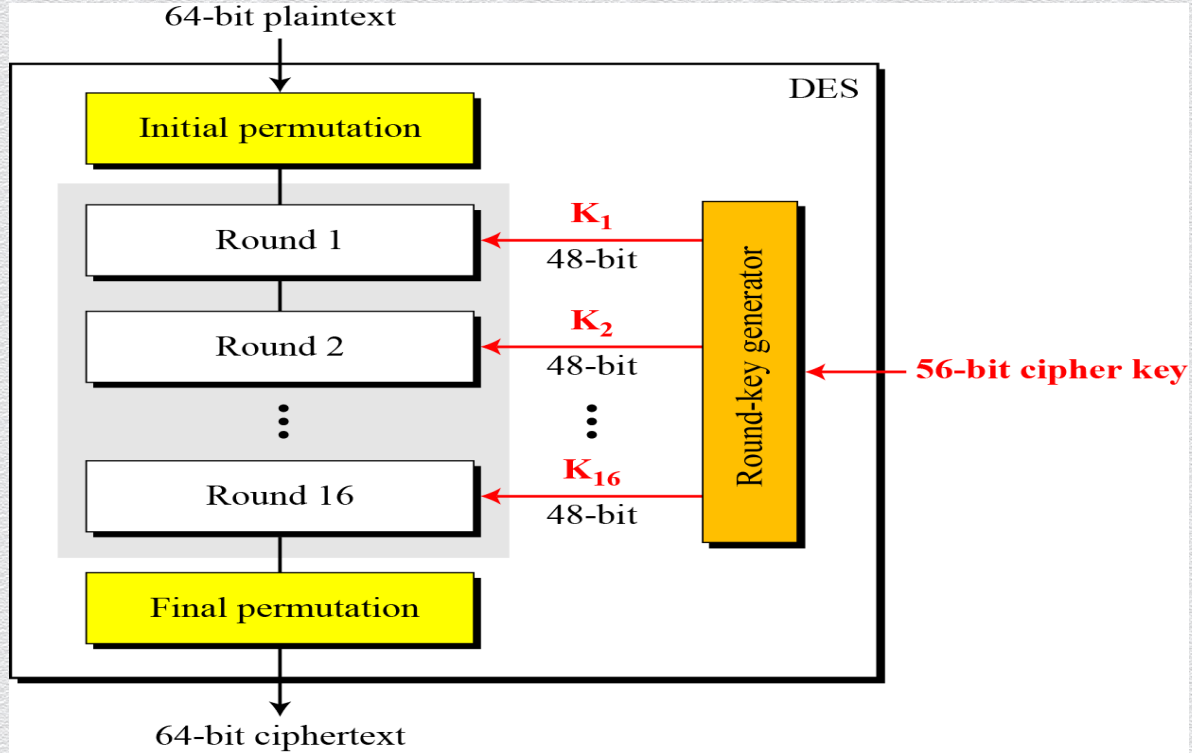 64-bit plaintext
DES
Initial permutation
Round 1
K₁
48-bit
Round 2
K₂
48-bit
Round-key generator
56-bit cipher key
Round 16
K₁₆
48-bit
Final permutation
64-bit ciphertext